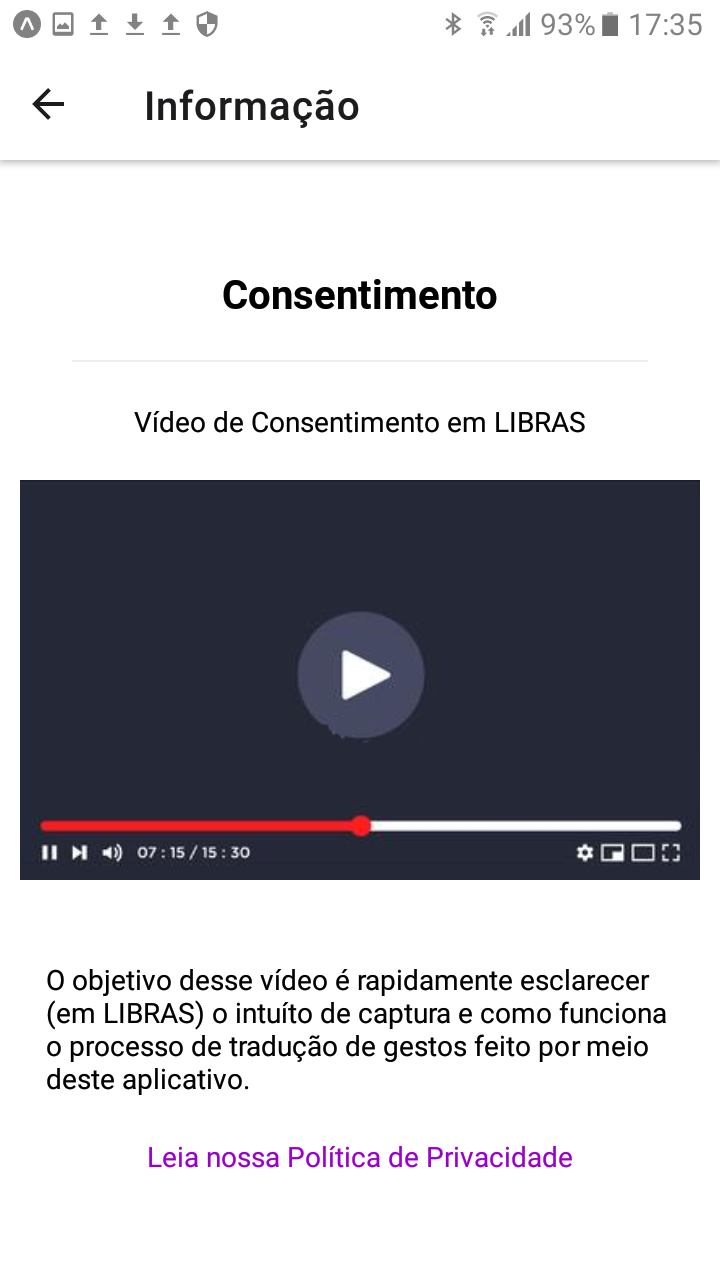 93% 17:35
Informação
Consentimento
Vídeo de Consentimento em LIBRAS
07 : 15 / 15 : 30
O objetivo desse vídeo é rapidamente esclarecer
(em LIBRAS) o intuíto de captura e como funciona
o processo de tradução de gestos feito por meio
deste aplicativo.
Leia nossa Política de Privacidade